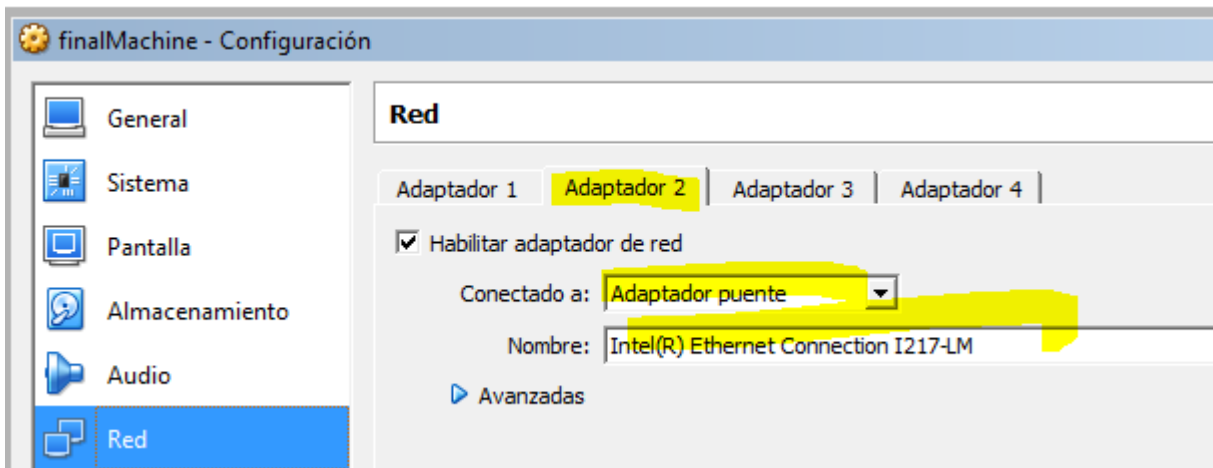 finalMachine - Configuración
General
Sistema
Pantalla
Almacenamiento
Audio
Red
Red
Adaptador 1 Adaptador 2 Adaptador 3 Adaptador 4
Habilitar adaptador de red
Conectado a: Adaptador puente
Nombre: Intel(R) Ethernet Connection I217-LM
Avanzadas